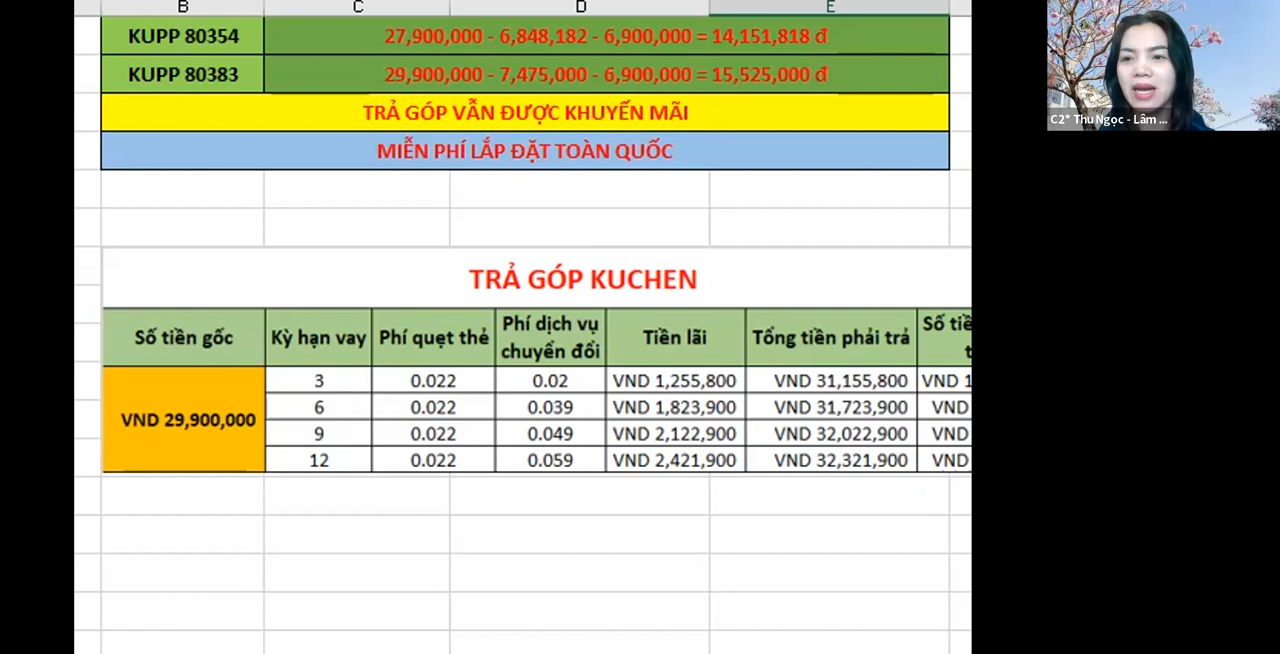 B C D E
KUPP 80354 27,900,000 - 6,848,182 - 6,900,000 = 14,151,818 đ
KUPP 80383 29,900,000 - 7,475,000 - 6,900,000 = 15,525,000 đ
TRẢ GÓP VẪN ĐƯỢC KHUYẾN MÃI
MIỄN PHÍ LẮP ĐẶT TOÀN QUỐC
TRẢ GÓP KUCHEN
Số tiền gốc Kỳ hạn vay Phí quẹt thẻ Phí dịch vụ chuyển đổi Tiền lãi Tổng tiền phải trả Số
VND 29,900,000
3 0.022 0.02 VND 1,255,800 VND 31,155,800 VND 1
6 0.022 0.039 VND 1,823,900 VND 31,723,900 VND
9 0.022 0.049 VND 2,122,900 VND 32,022,900 VND
12 0.022 0.059 VND 2,421,900 VND 32,321,900 VND
C2* Thu Ngọc - Lâm ...